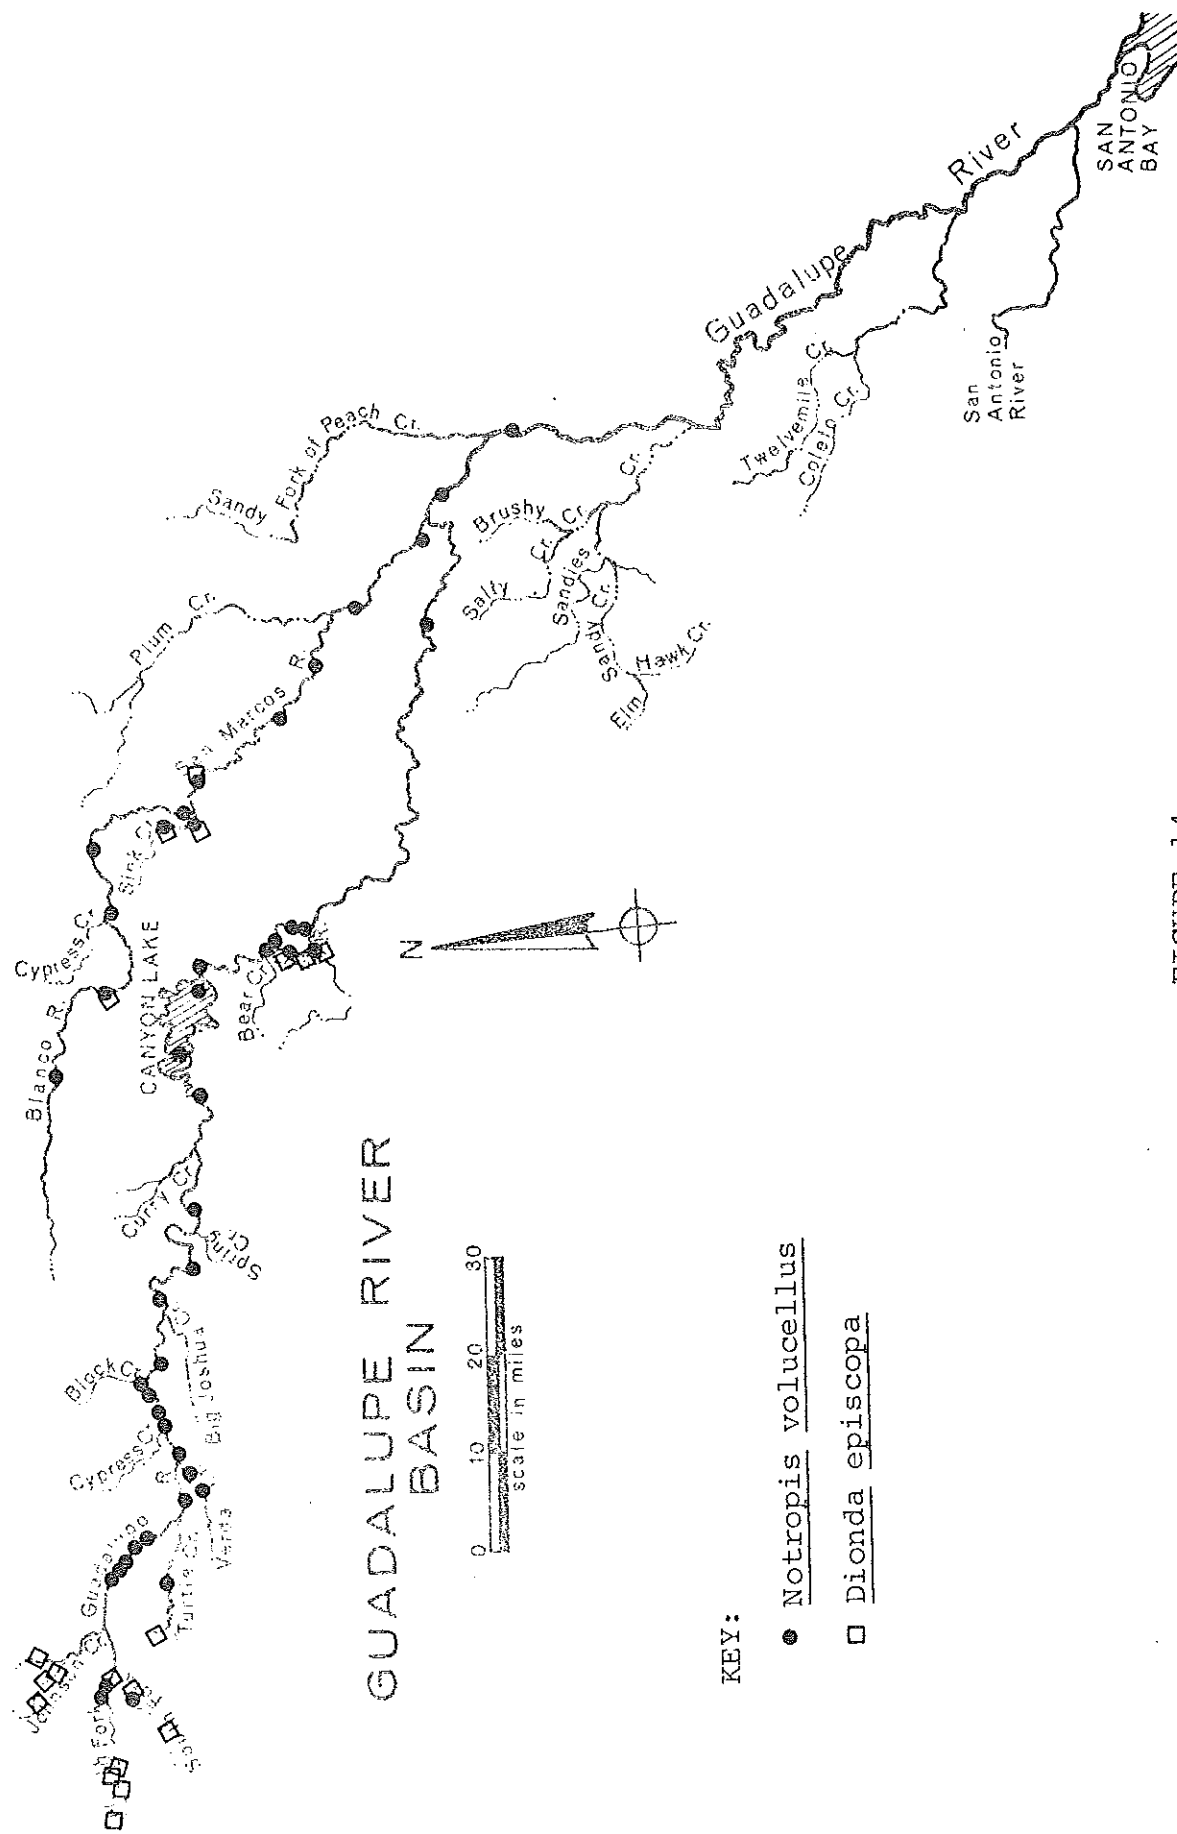 GUADALUPE RIVER
BASIN
0 10 20 30
scale in miles
KEY:
Notropis volucellus
Dionda episcopa
N
Johnson Cr.
Fork
South Fork
Guadalupe
R.
Turtle Cr.
Verde
Cypress Cr.
Block Cr.
Big Joshua Cr.
Spring
Cr.
Curry Cr.
CANYON LAKE
Blanco R.
Cypress Cr.
Sink Cr.
Bear Cr.
R.
San Marcos R.
Plum Cr.
Sandy Fork of Peach Cr.
Salty Cr.
Brushy Cr.
Sandies Cr.
Sandy Cr.
Elm
Hawk Cr.
Guadalupe River
Twelvemile Cr.
Coleto Cr.
San
Antonio
River
SAN
ANTONIO
BAY
FIGURE 14